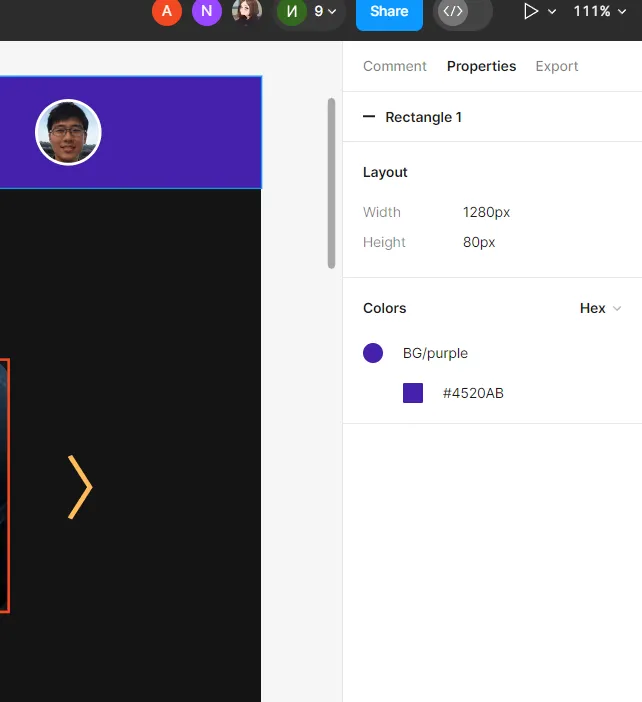 A N И 9 Share </> 111%
Comment Properties Export
Rectangle 1
Layout
Width 1280px
Height 80px
Colors Hex
BG/purple
#4520AB